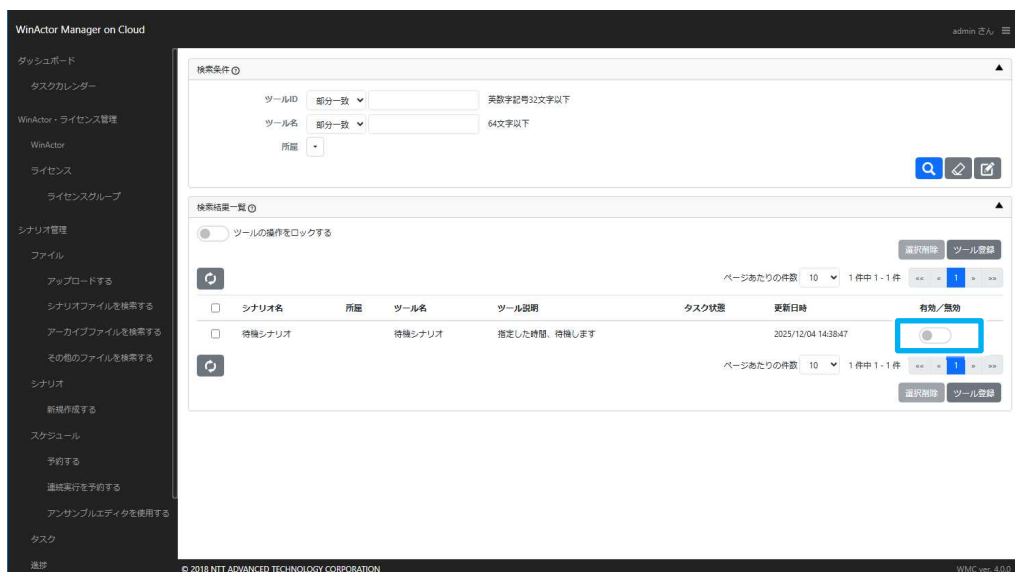 WinActor Manager on Cloud
admin さん
ダッシュボード
タスクカレンダー
WinActor・ライセンス管理
WinActor
ライセンス
ライセンスグループ
シナリオ管理
ファイル
アップロードする
シナリオファイルを検索する
アーカイブファイルを検索する
その他のファイルを検索する
シナリオ
新規作成する
スケジュール
予約する
連続実行を予約する
アンサンブルエディタを使用する
タスク
進捗
検索条件
ツールID 部分一致 英数字記号32文字以下
ツール名 部分一致 64文字以下
所属
検索結果一覧
ツールの操作をロックする
選択削除 ツール登録
ページあたりの件数 10 1件中 1 - 1件 «« « 1 » »»
シナリオ名 所属 ツール名 ツール説明 タスク状態 更新日時 有効/無効
待機シナリオ 待機シナリオ 指定した時間、待機します 2025/12/04 14:38:47
ページあたりの件数 10 1件中 1 - 1件 «« « 1 » »»
選択削除 ツール登録
© 2018 NTT ADVANCED TECHNOLOGY CORPORATION
WMC ver. 4.0.0